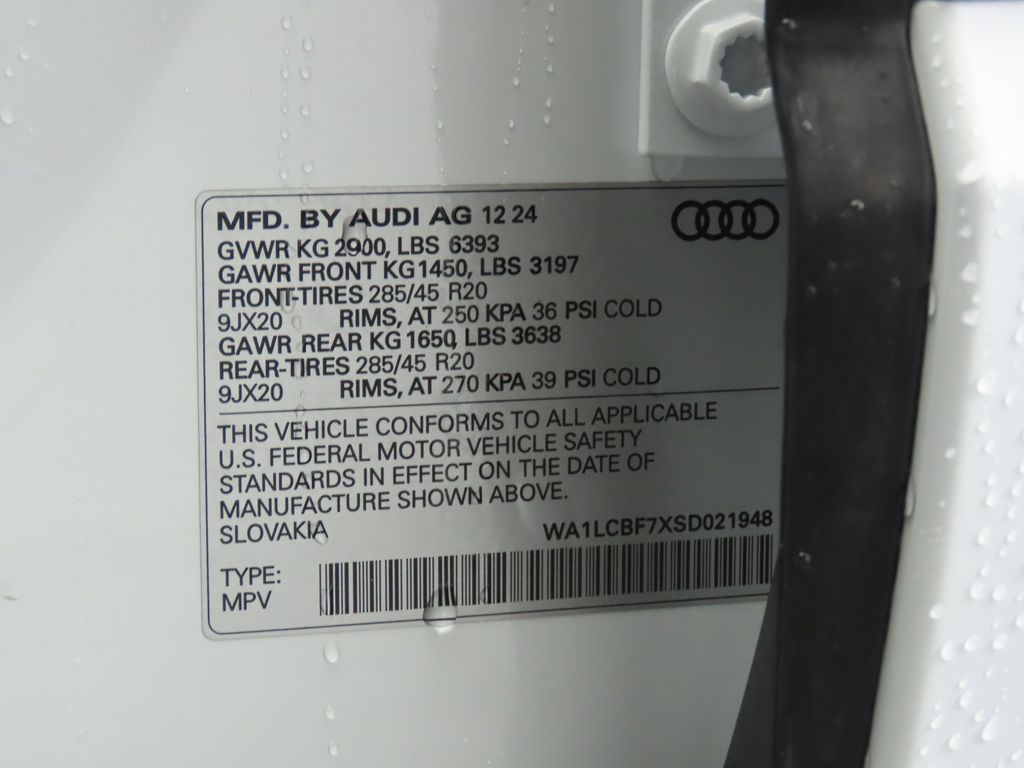 MFD. BY AUDI AG 12 24
GVWR KG 2900, LBS 6393
GAWR FRONT KG1450, LBS 3197
FRONT-TIRES 285/45 R20
9JX20 RIMS, AT 250 KPA 36 PSI COLD
GAWR REAR KG 1650, LBS 3638
REAR-TIRES 285/45 R20
9JX20 RIMS, AT 270 KPA 39 PSI COLD
THIS VEHICLE CONFORMS TO ALL APPLICABLE
U.S. FEDERAL MOTOR VEHICLE SAFETY
STANDARDS IN EFFECT ON THE DATE OF
MANUFACTURE SHOWN ABOVE.
SLOVAKIA WA1LCBF7XSD021948
TYPE:
MPV